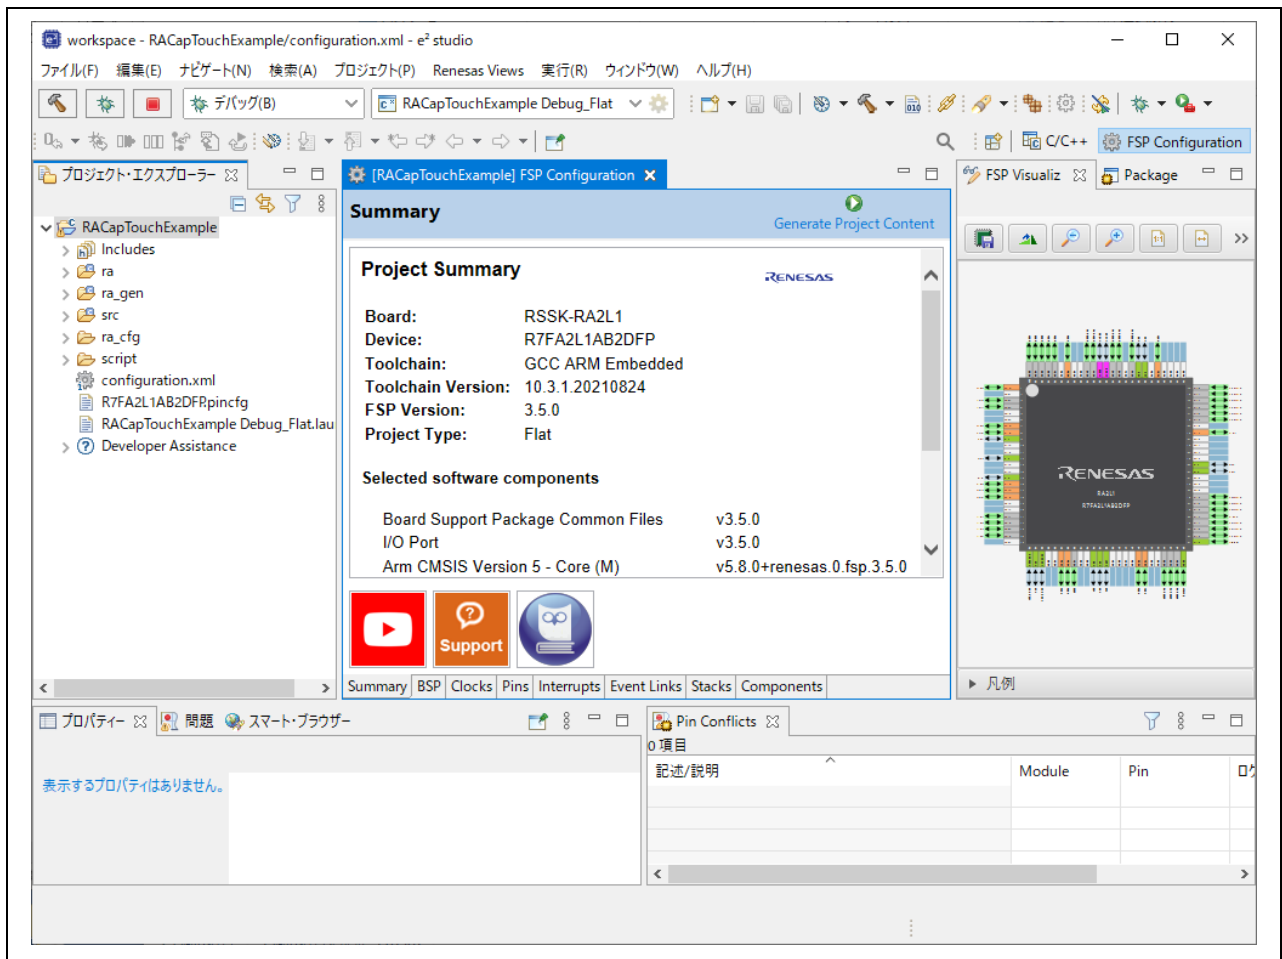 workspace - RACapTouchExample/configuration.xml - e² studio
ファイル(F) 編集(E) ナビゲート(N) 検索(A) プロジェクト(P) Renesas Views 実行(R) ウィンドウ(W) ヘルプ(H)
デバッグ(B) RACapTouchExample Debug_Flat
C/C++ FSP Configuration
プロジェクト・エクスプローラー
RACapTouchExample
Includes
ra
ra_gen
src
ra_cfg
script
configuration.xml
R7FA2L1AB2DFP.pincfg
RACapTouchExample Debug_Flat.lau
Developer Assistance
[RACapTouchExample] FSP Configuration
Summary
Generate Project Content
Project Summary
RENESAS
Board: RSSK-RA2L1
Device: R7FA2L1AB2DFP
Toolchain: GCC ARM Embedded
Toolchain Version: 10.3.1.20210824
FSP Version: 3.5.0
Project Type: Flat
Selected software components
Board Support Package Common Files v3.5.0
I/O Port v3.5.0
Arm CMSIS Version 5 - Core (M) v5.8.0+renesas.0.fsp.3.5.0
Support
Summary BSP Clocks Pins Interrupts Event Links Stacks Components
FSP Visualiz Package
RENESAS
RA2L1
R7FA2L1AB2DFP
凡例
プロパティー 問題 スマート・ブラウザー
表示するプロパティはありません。
Pin Conflicts
0 項目
記述/説明 Module Pin ロケ